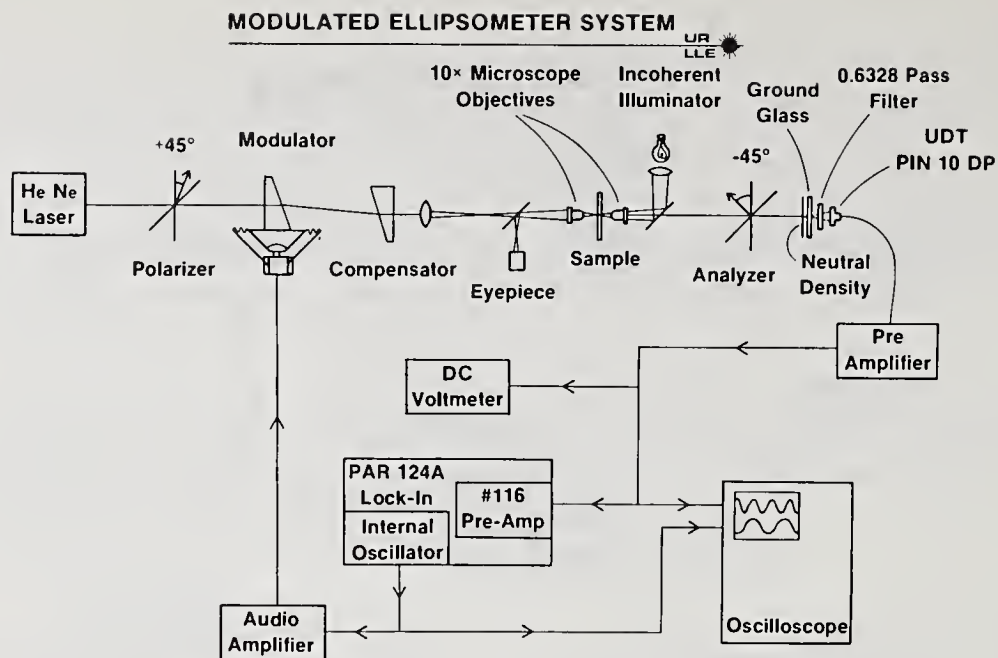 MODULATED ELLIPSOMETER SYSTEM
UR
LLE
10× Microscope
Objectives
Incoherent
Illuminator
Ground
Glass
0.6328 Pass
Filter
UDT
PIN 10 DP
+45°
Modulator
-45°
He Ne
Laser
Polarizer
Compensator
Eyepiece
Sample
Analyzer
Neutral
Density
Pre
Amplifier
DC
Voltmeter
PAR 124A
Lock-In
#116
Pre-Amp
Internal
Oscillator
Audio
Amplifier
Oscilloscope